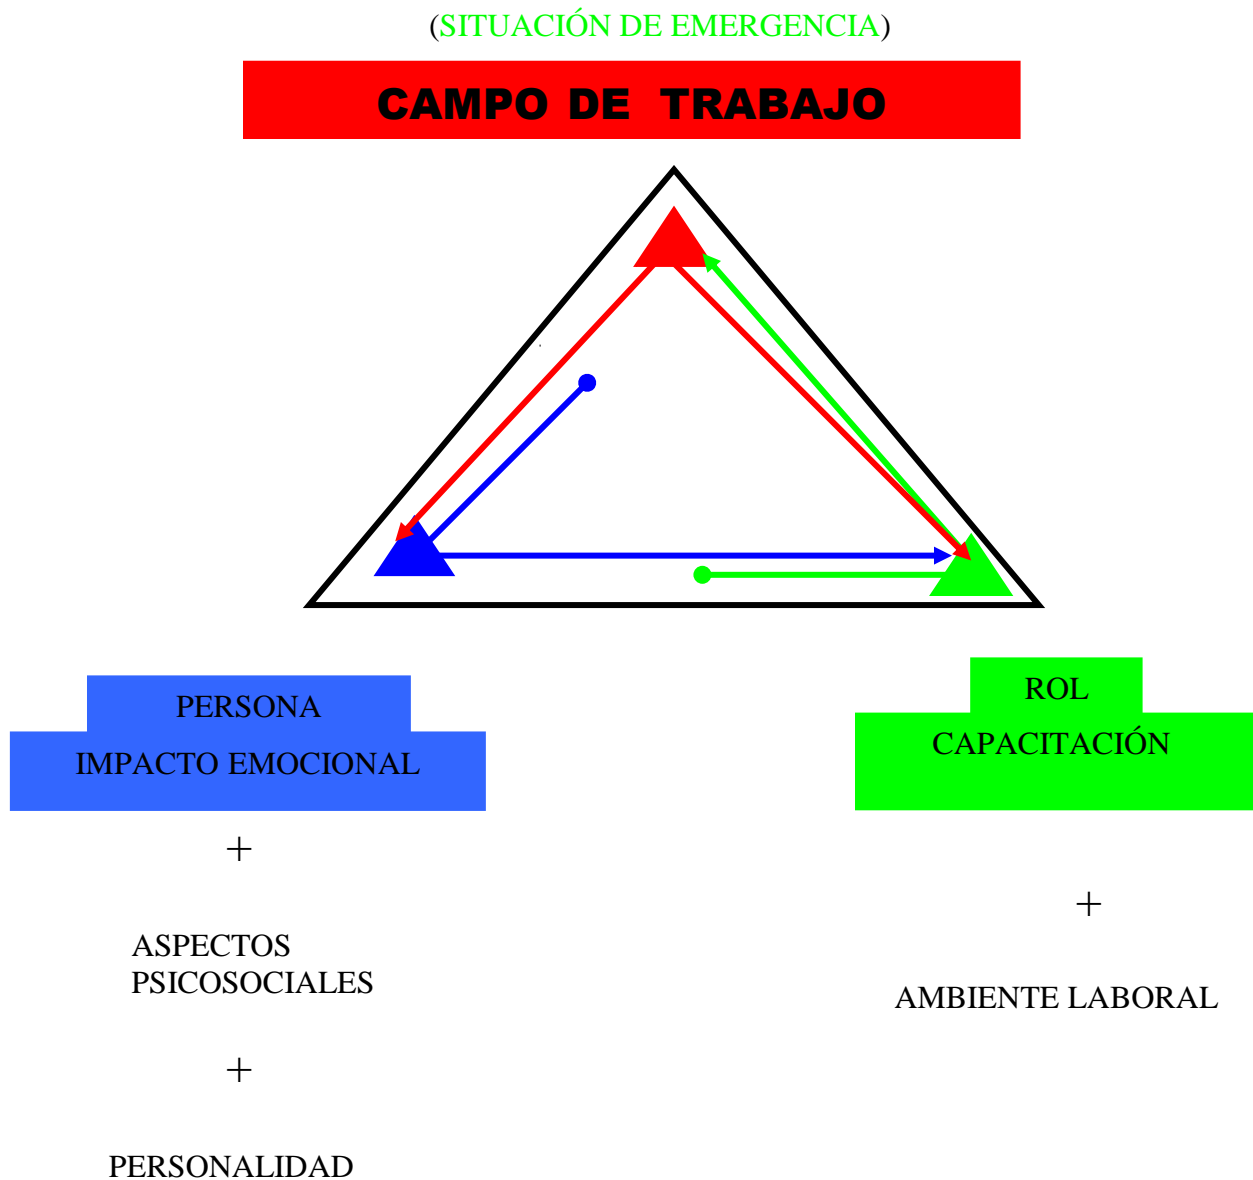 (SITUACIÓN DE EMERGENCIA)
CAMPO DE TRABAJO
PERSONA
IMPACTO EMOCIONAL
+
ASPECTOS
PSICOSOCIALES
+
PERSONALIDAD
ROL
CAPACITACIÓN
+
AMBIENTE LABORAL